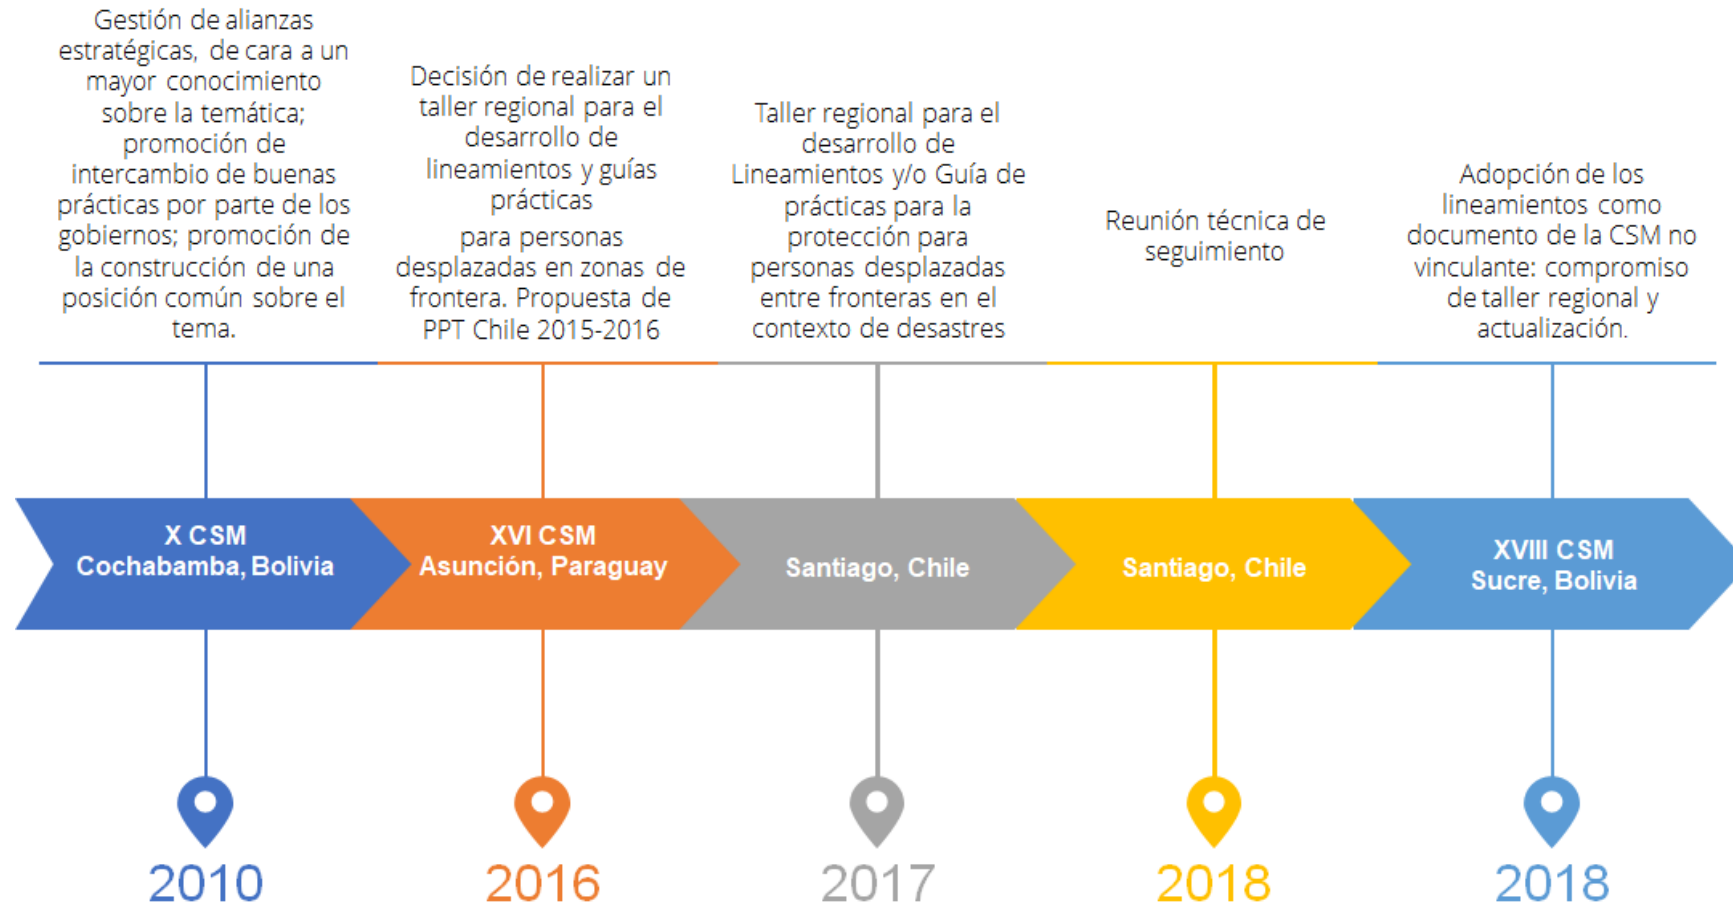 Gestión de alianzas
estratégicas, de cara a un
mayor conocimiento
sobre la temática;
promoción de
intercambio de buenas
prácticas por parte de los
gobiernos; promoción de
la construcción de una
posición común sobre el
tema.
Decisión de realizar un
taller regional para el
desarrollo de
lineamientos y guías
prácticas
para personas
desplazadas en zonas de
frontera. Propuesta de
PPT Chile 2015-2016
Taller regional para el
desarrollo de
Lineamientos y/o Guía de
prácticas para la
protección para
personas desplazadas
entre fronteras en el
contexto de desastres
Reunión técnica de
seguimiento
Adopción de los
lineamientos como
documento de la CSM no
vinculante: compromiso
de taller regional y
actualización.
X CSM
Cochabamba, Bolivia
XVI CSM
Asunción, Paraguay
Santiago, Chile
Santiago, Chile
XVIII CSM
Sucre, Bolivia
2010
2016
2017
2018
2018